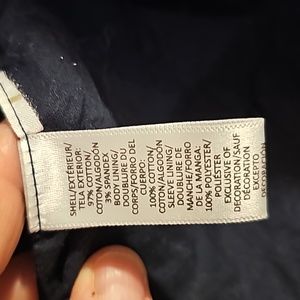 SHELL/EXTÉRIEUR/
TELA EXTERIOR:
97% COTTON/
COTON/ALGODÓN
3% SPANDEX
BODY LINING/
DOUBLURE DU
CORPS/FORRO DEL
CUERPO:
100% COTTON/
COTON/ALGODÓN
SLEEVE LINING/
DOUBLURE DE
MANCHE/FORRO
DE LA MANGA:
100% POLYESTER/
POLIÉSTER
EXCLUSIVE OF
DECORATION/SAUF
DÉCORATION/
EXCEPTO